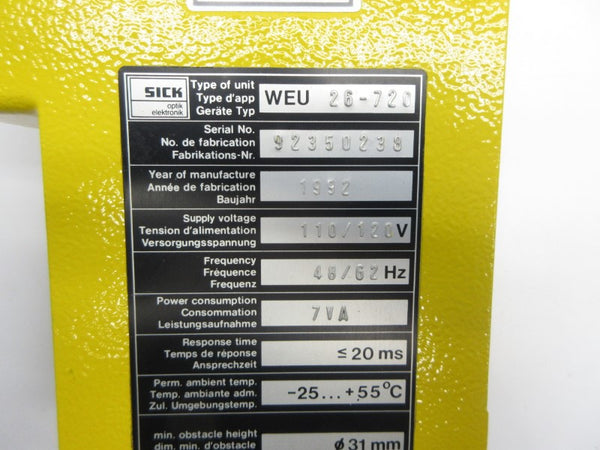 SICK
optik
elektronik
Type of unit
Type d'app
Geräte Typ
WEU 26-720
Serial No.
No. de fabrication
Fabrikations-Nr.
92350238
Year of manufacture
Année de fabrication
Baujahr
1992
Supply voltage
Tension d'alimentation
Versorgungsspannung
110/120V
Frequency
Fréquence
Frequenz
48/62 Hz
Power consumption
Consommation
Leistungsaufnahme
7VA
Response time
Temps de réponse
Ansprechzeit
≤ 20 ms
Perm. ambient temp.
Temp. ambiante adm.
Zul. Umgebungstemp.
-25...+55°C
min. obstacle height
dim. min. d'obstacle
ø 31 mm